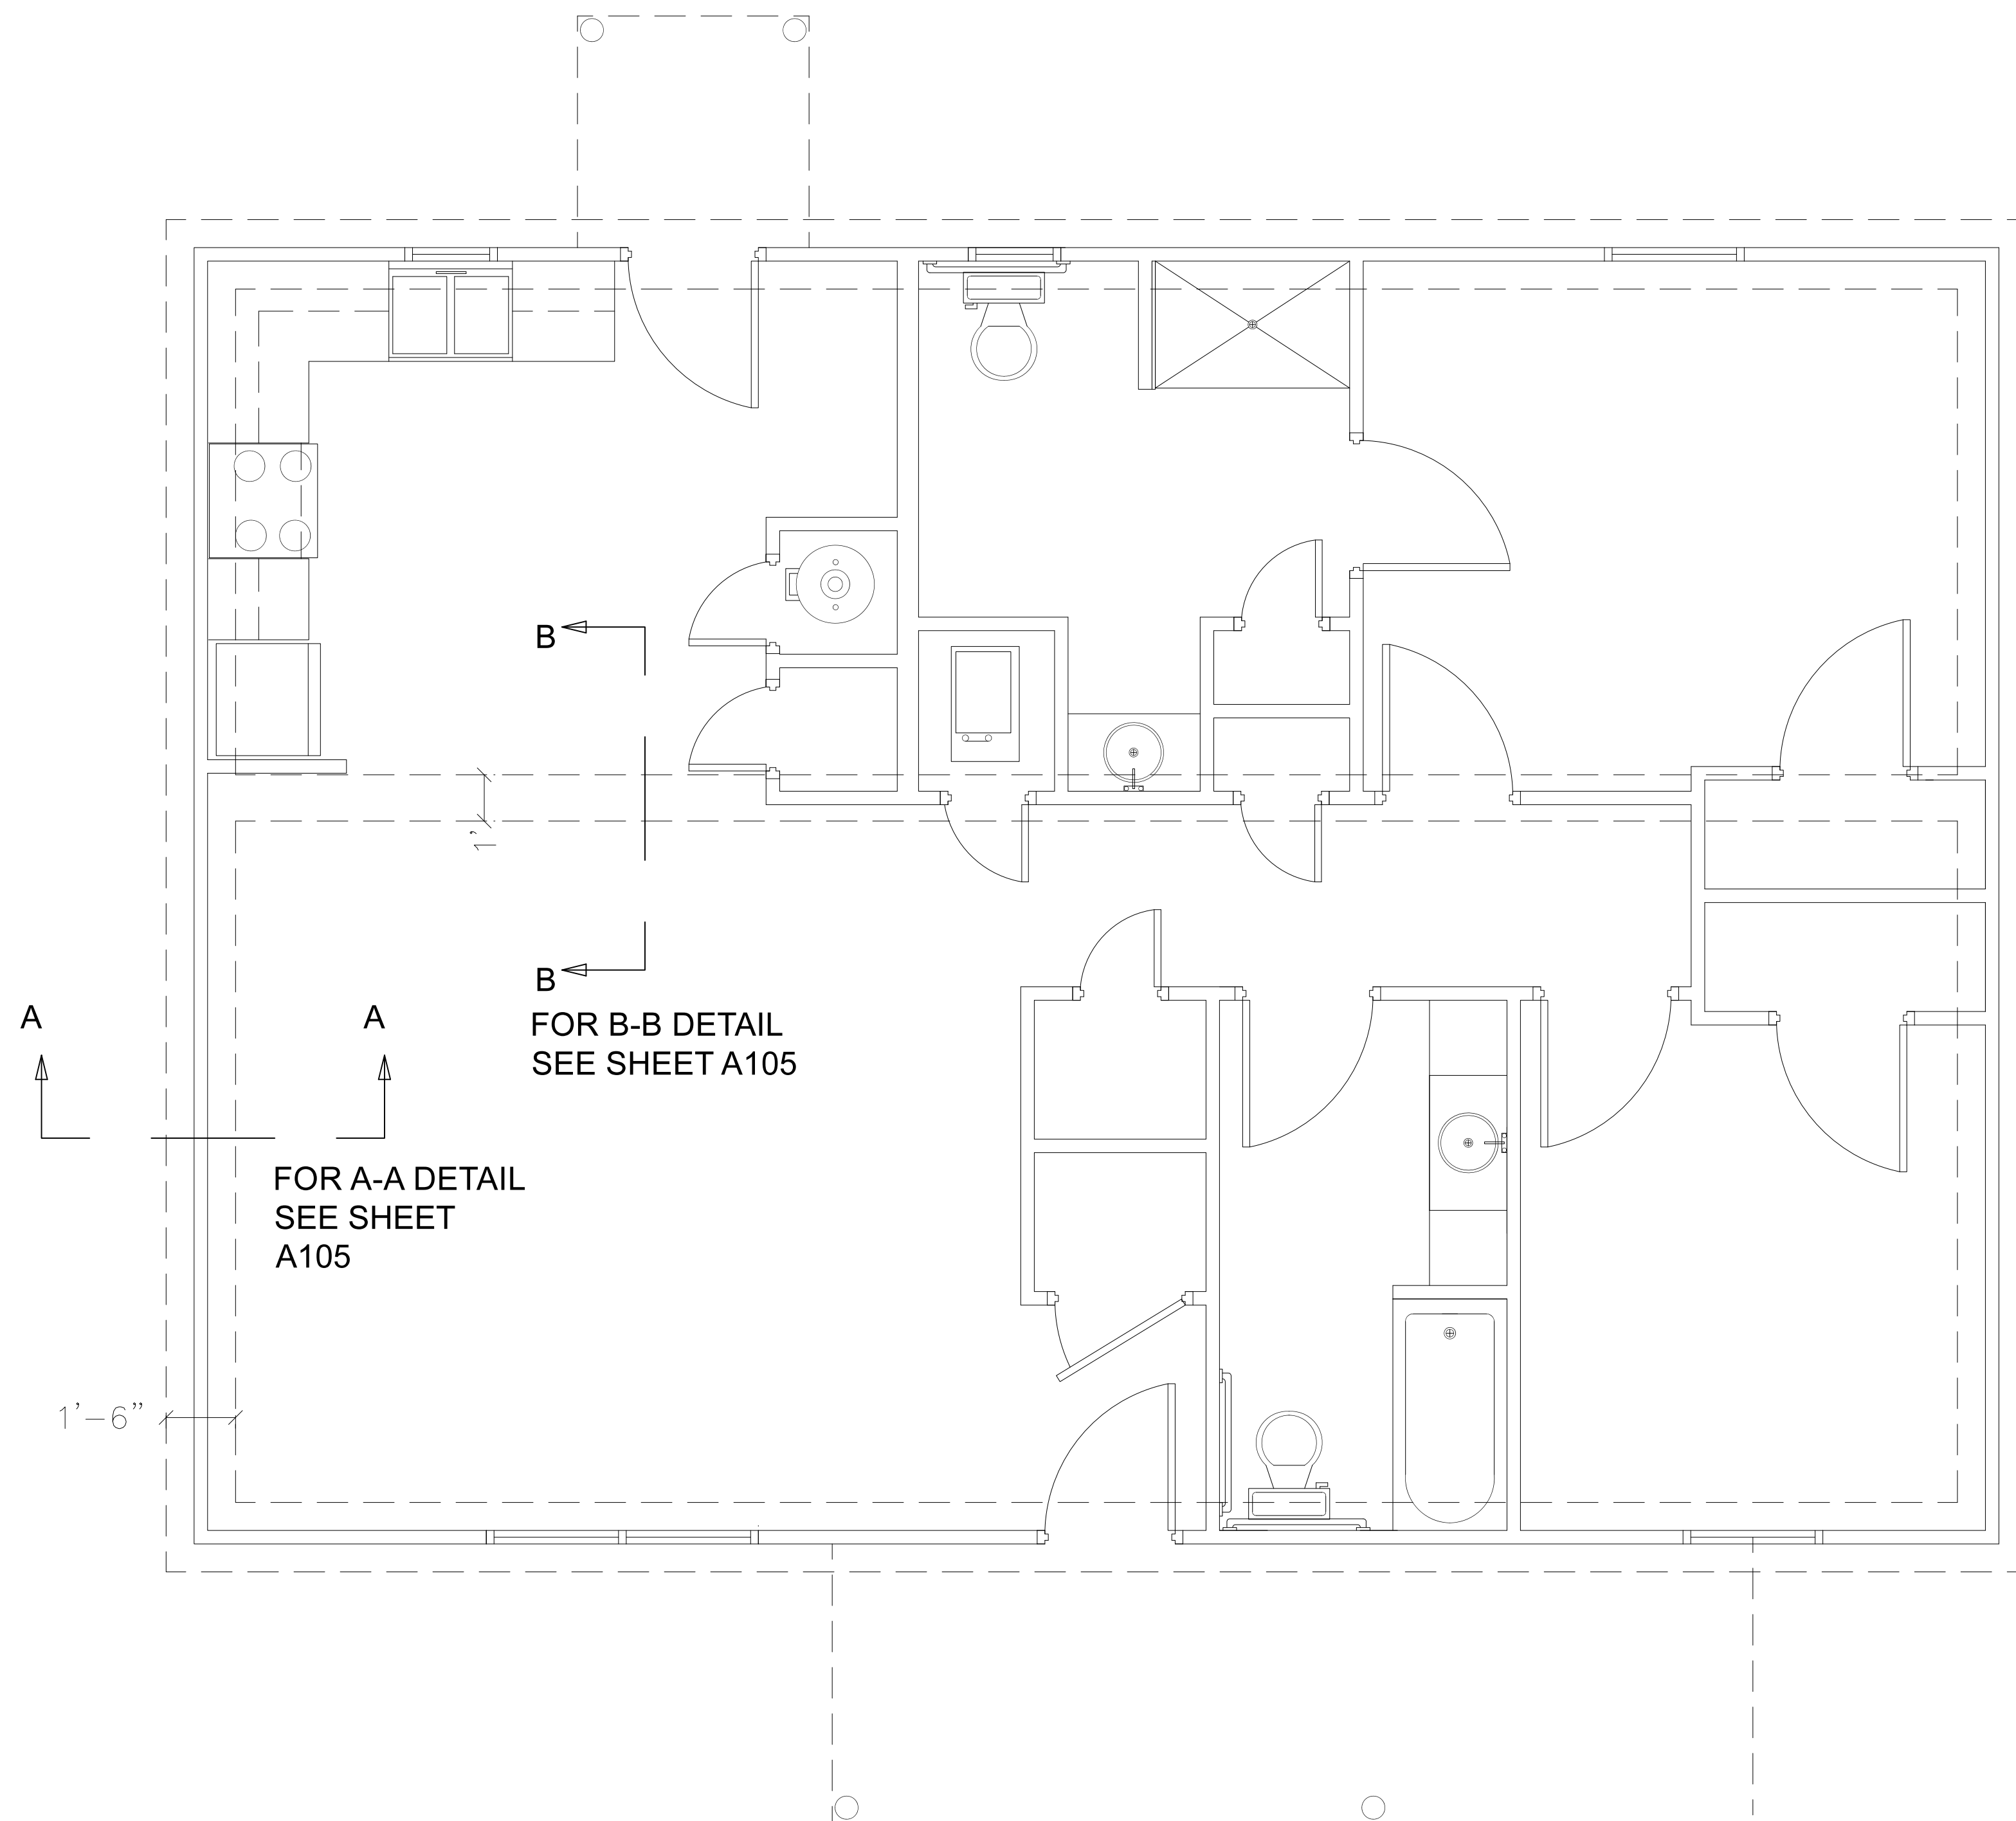 B
1'
B
FOR B-B DETAIL
SEE SHEET A105
A
A
FOR A-A DETAIL
SEE SHEET
A105
1'-6"